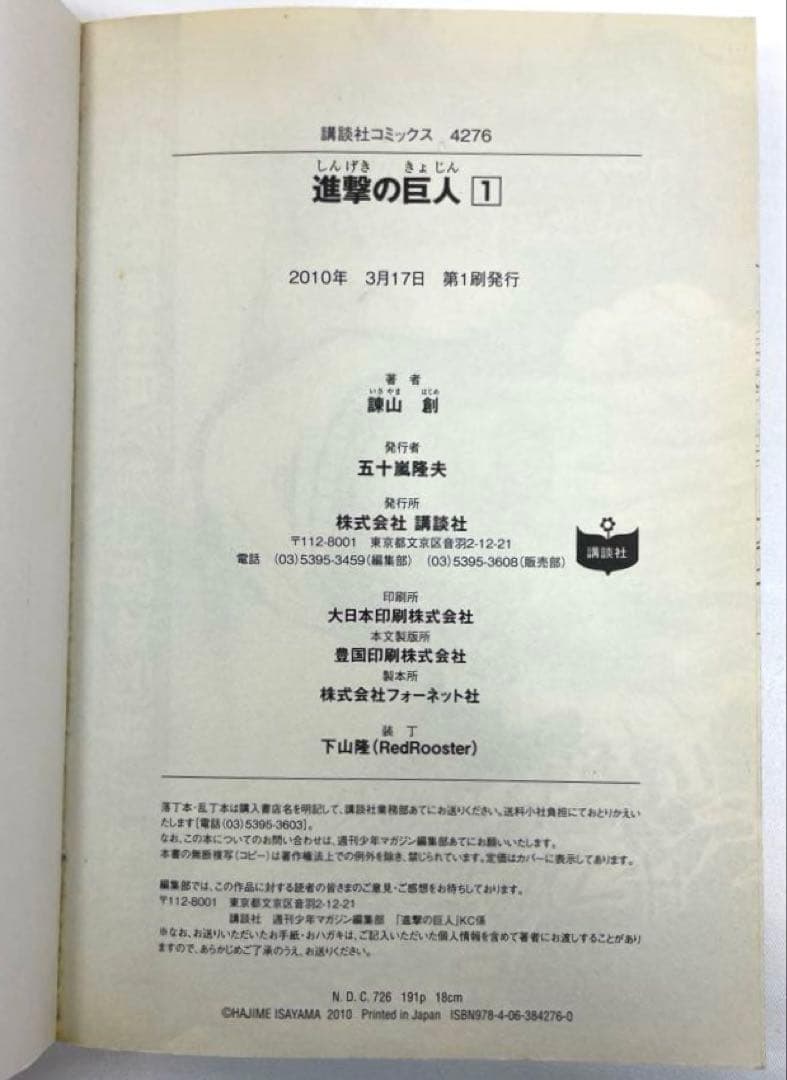 講談社コミックス 4276
しんげき きょじん
進撃の巨人 1
2010年 3月17日 第1刷発行
著者
いさやま はじめ
諫山 創
発行者
五十嵐隆夫
発行所
株式会社 講談社
〒112-8001 東京都文京区音羽2-12-21
電話 (03)5395-3459(編集部) (03)5395-3608(販売部)
講談社
印刷所
大日本印刷株式会社
本文製版所
豊国印刷株式会社
製本所
株式会社フォーネット社
装丁
下山隆(RedRooster)
落丁本・乱丁本は購入書店名を明記して、講談社業務部あてにお送りください。送料小社負担にておとりかえい
たします[電話(03)5395-3603]。
なお、この本についてのお問い合わせは、週刊少年マガジン編集部あてにお願いいたします。
本書の無断複写(コピー)は著作権法上での例外を除き、禁じられています。定価はカバーに表示してあります。
編集部では、この作品に対する読者の皆さまのご意見・ご感想をお待ちしております。
〒112-8001 東京都文京区音羽2-12-21
講談社 週刊少年マガジン編集部 「進撃の巨人」KC係
※なお、お送りいただいたお手紙・おハガキは、ご記入いただいた個人情報を含めて著者にお渡しすることがあり
ますので、あらかじめご了承のうえ、お送りください。
N.D.C.726 191p 18cm
©HAJIME ISAYAMA 2010 Printed in Japan ISBN978-4-06-384276-0